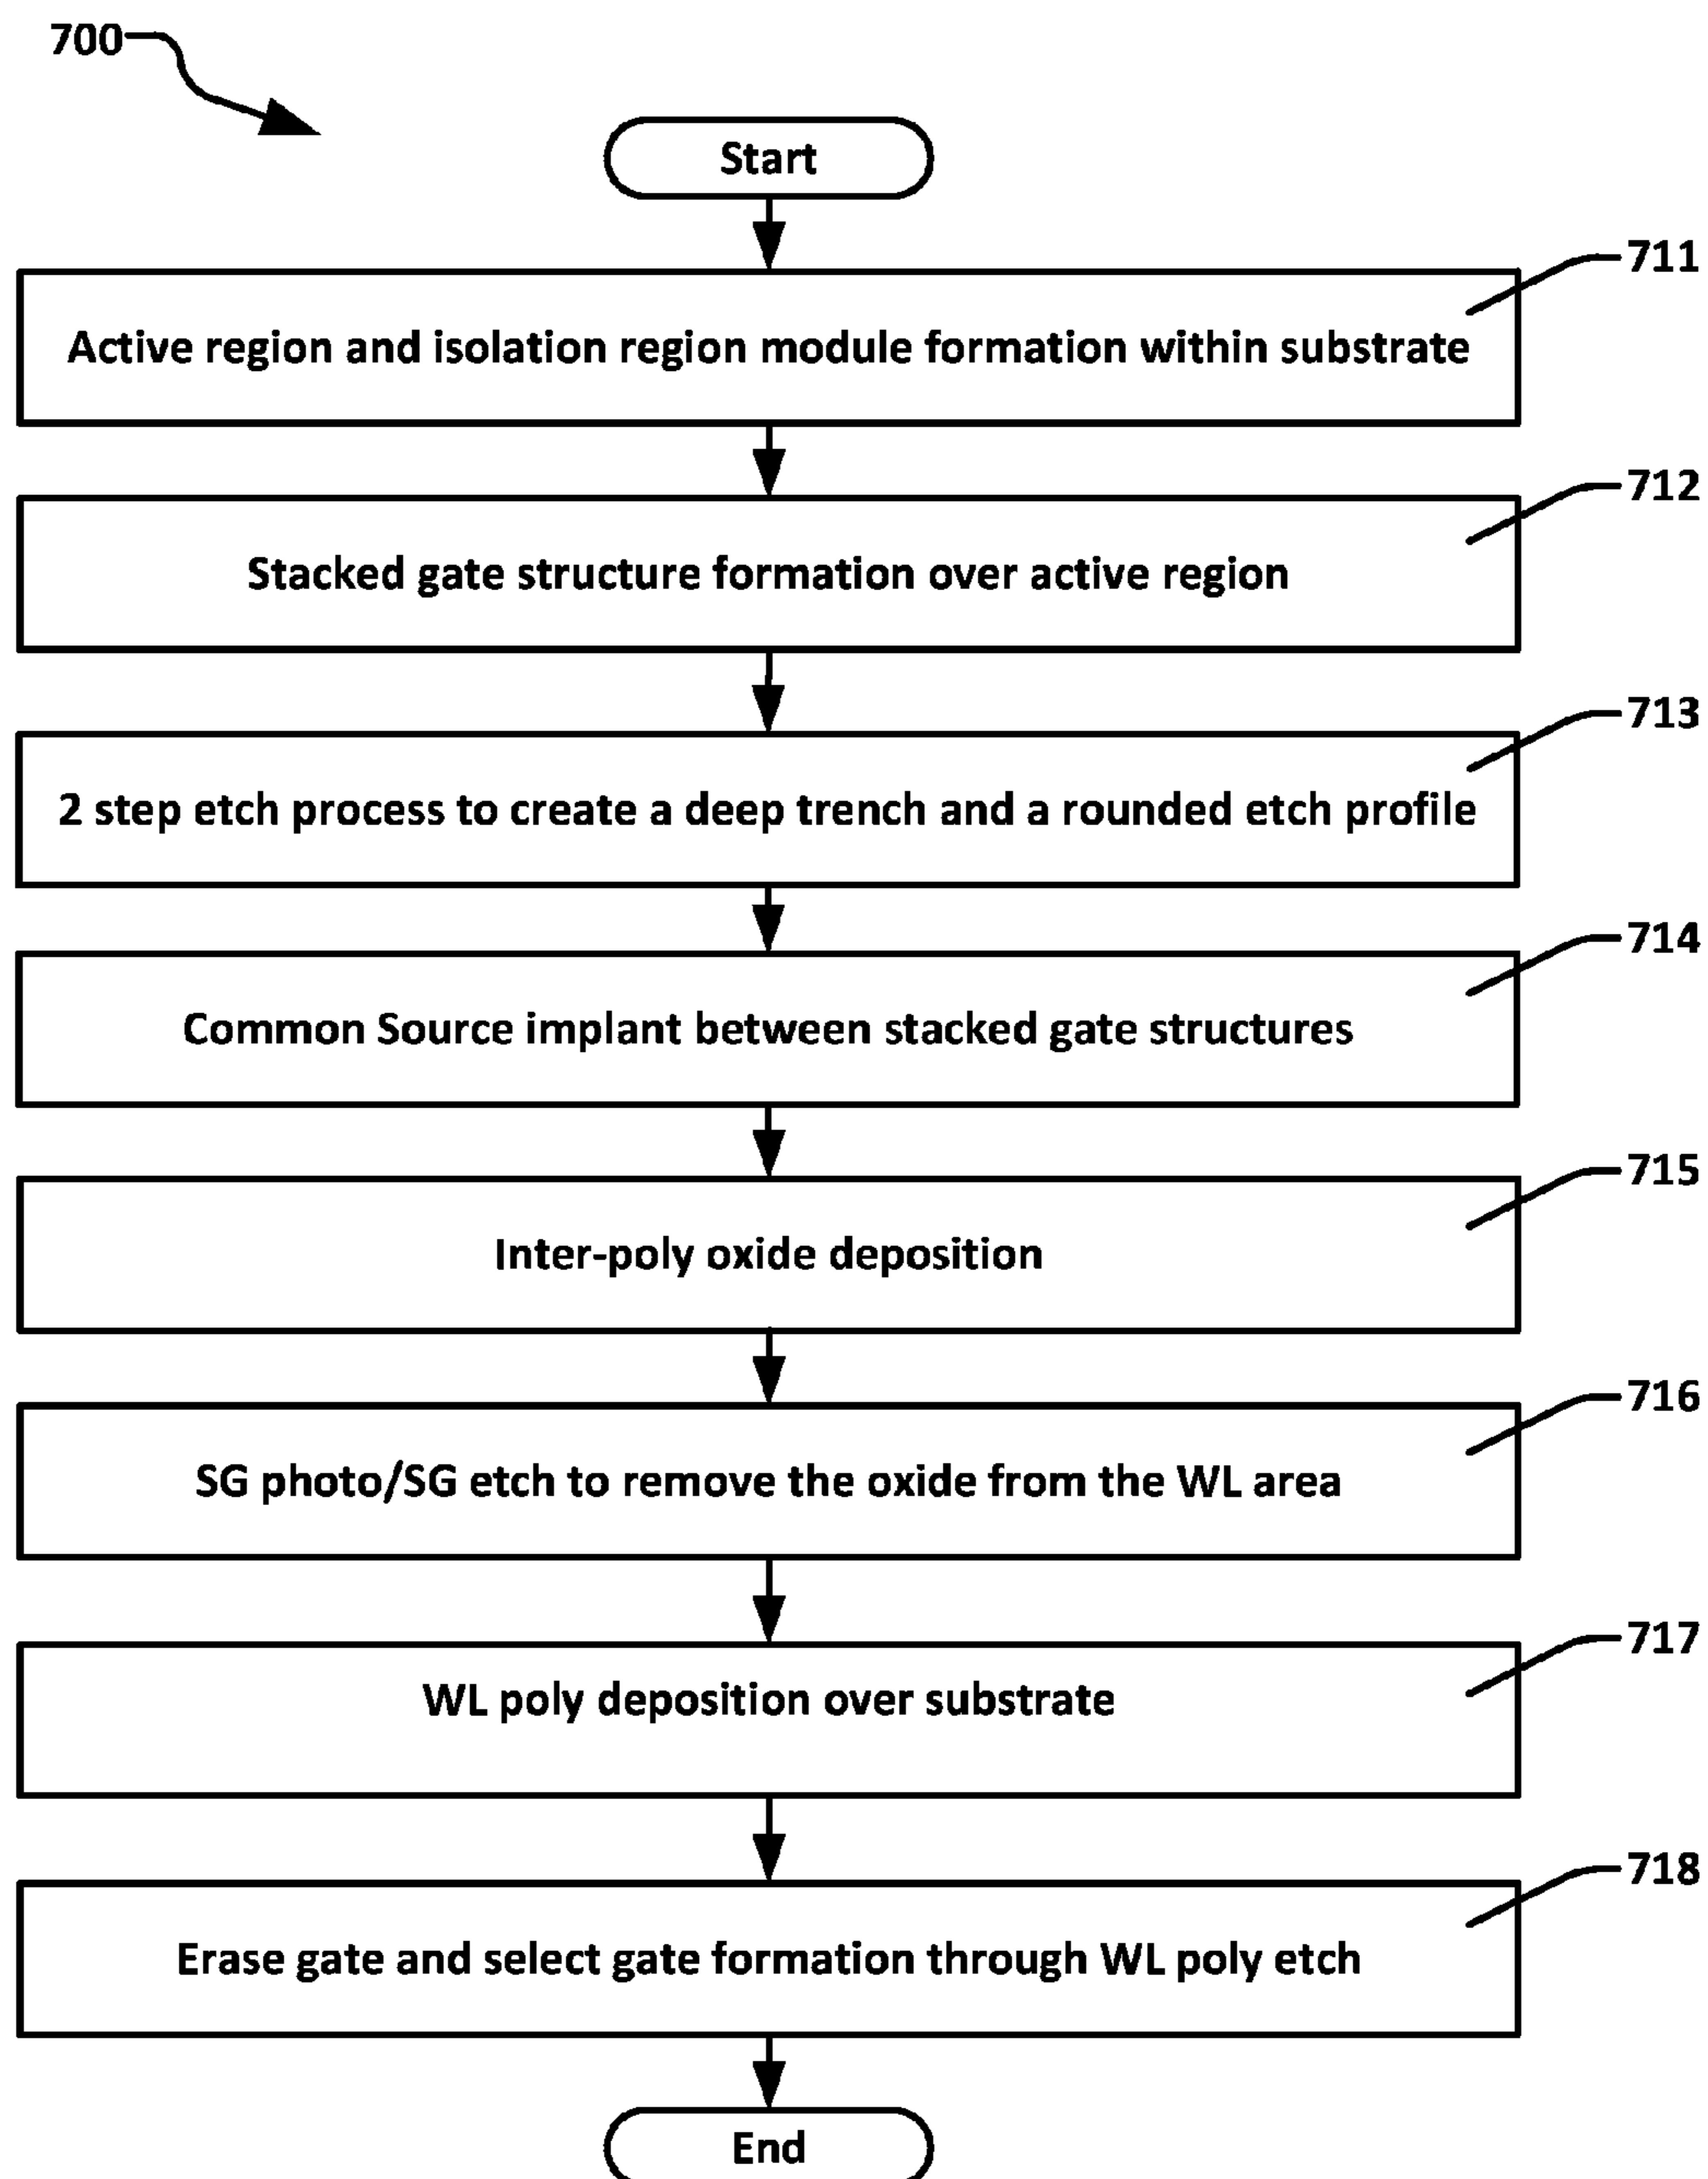 700
Start
711
Active region and isolation region module formation within substrate
712
Stacked gate structure formation over active region
713
2 step etch process to create a deep trench and a rounded etch profile
714
Common Source implant between stacked gate structures
715
Inter-poly oxide deposition
716
SG photo/SG etch to remove the oxide from the WL area
717
WL poly deposition over substrate
718
Erase gate and select gate formation through WL poly etch
End